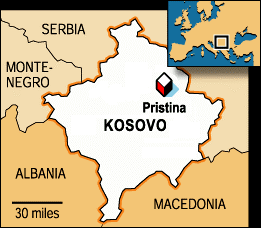 SERBIA
MONTE-
NEGRO
Pristina
KOSOVO
ALBANIA
MACEDONIA
30 miles